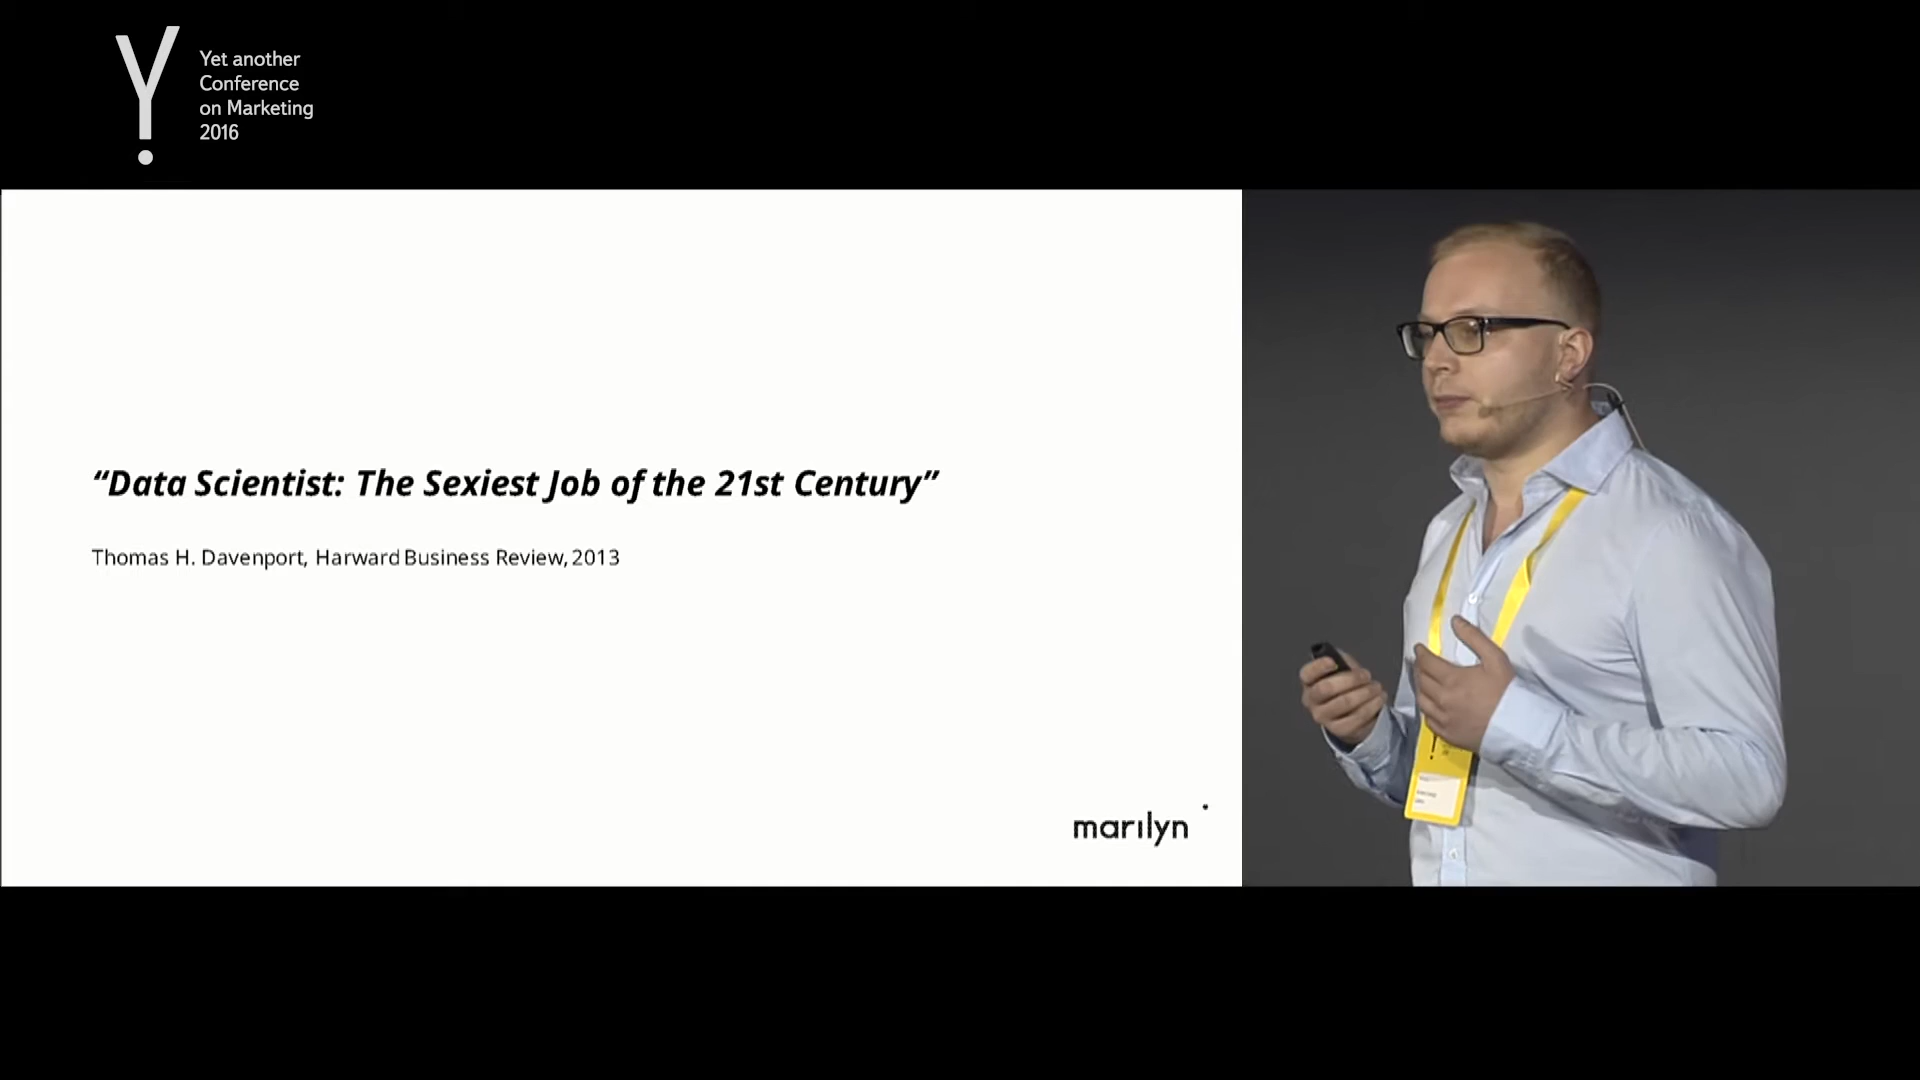 Yet another
Conference
on Marketing
2016
“Data Scientist: The Sexiest Job of the 21st Century”
Thomas H. Davenport, Harward Business Review, 2013
marilyn